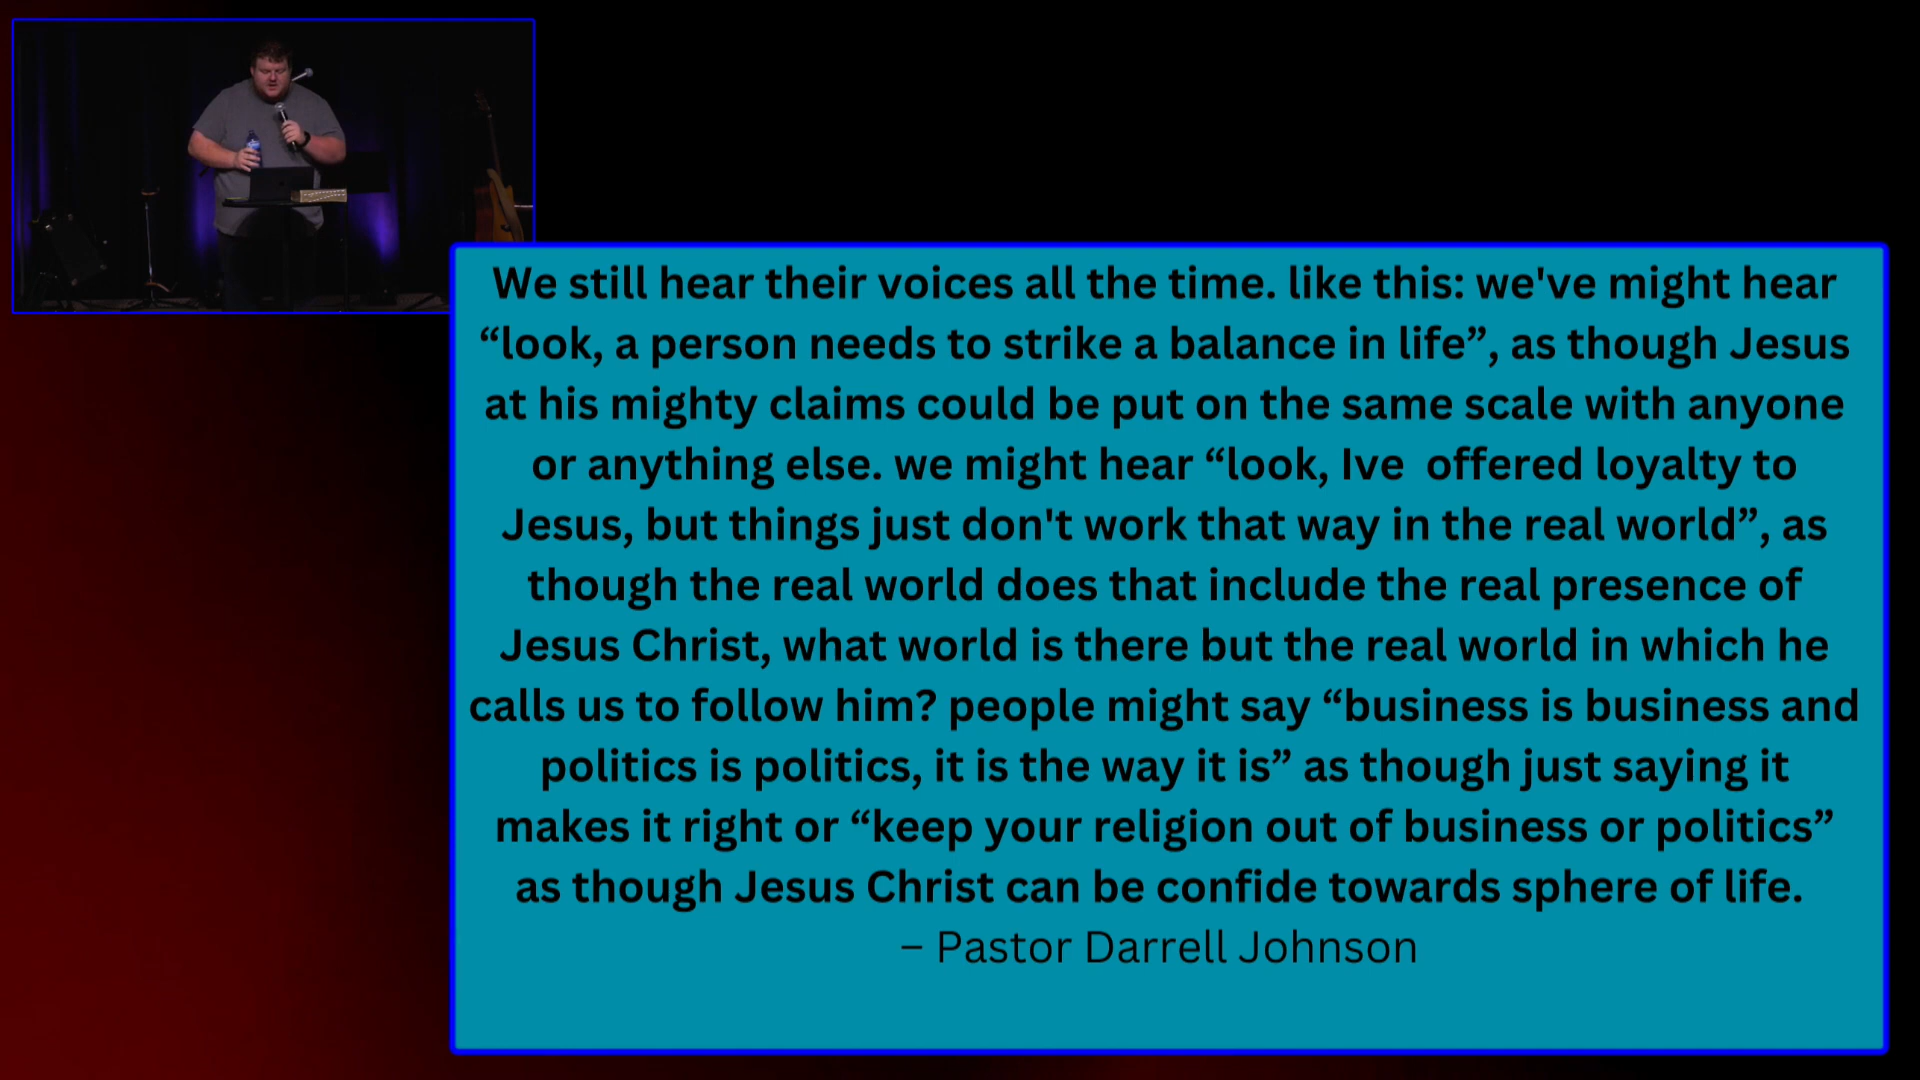 We still hear their voices all the time. like this: we've might hear
“look, a person needs to strike a balance in life”, as though Jesus
at his mighty claims could be put on the same scale with anyone
or anything else. we might hear “look, Ive  offered loyalty to
Jesus, but things just don't work that way in the real world”, as
though the real world does that include the real presence of
Jesus Christ, what world is there but the real world in which he
calls us to follow him? people might say “business is business and
politics is politics, it is the way it is” as though just saying it
makes it right or “keep your religion out of business or politics”
as though Jesus Christ can be confide towards sphere of life.
– Pastor Darrell Johnson